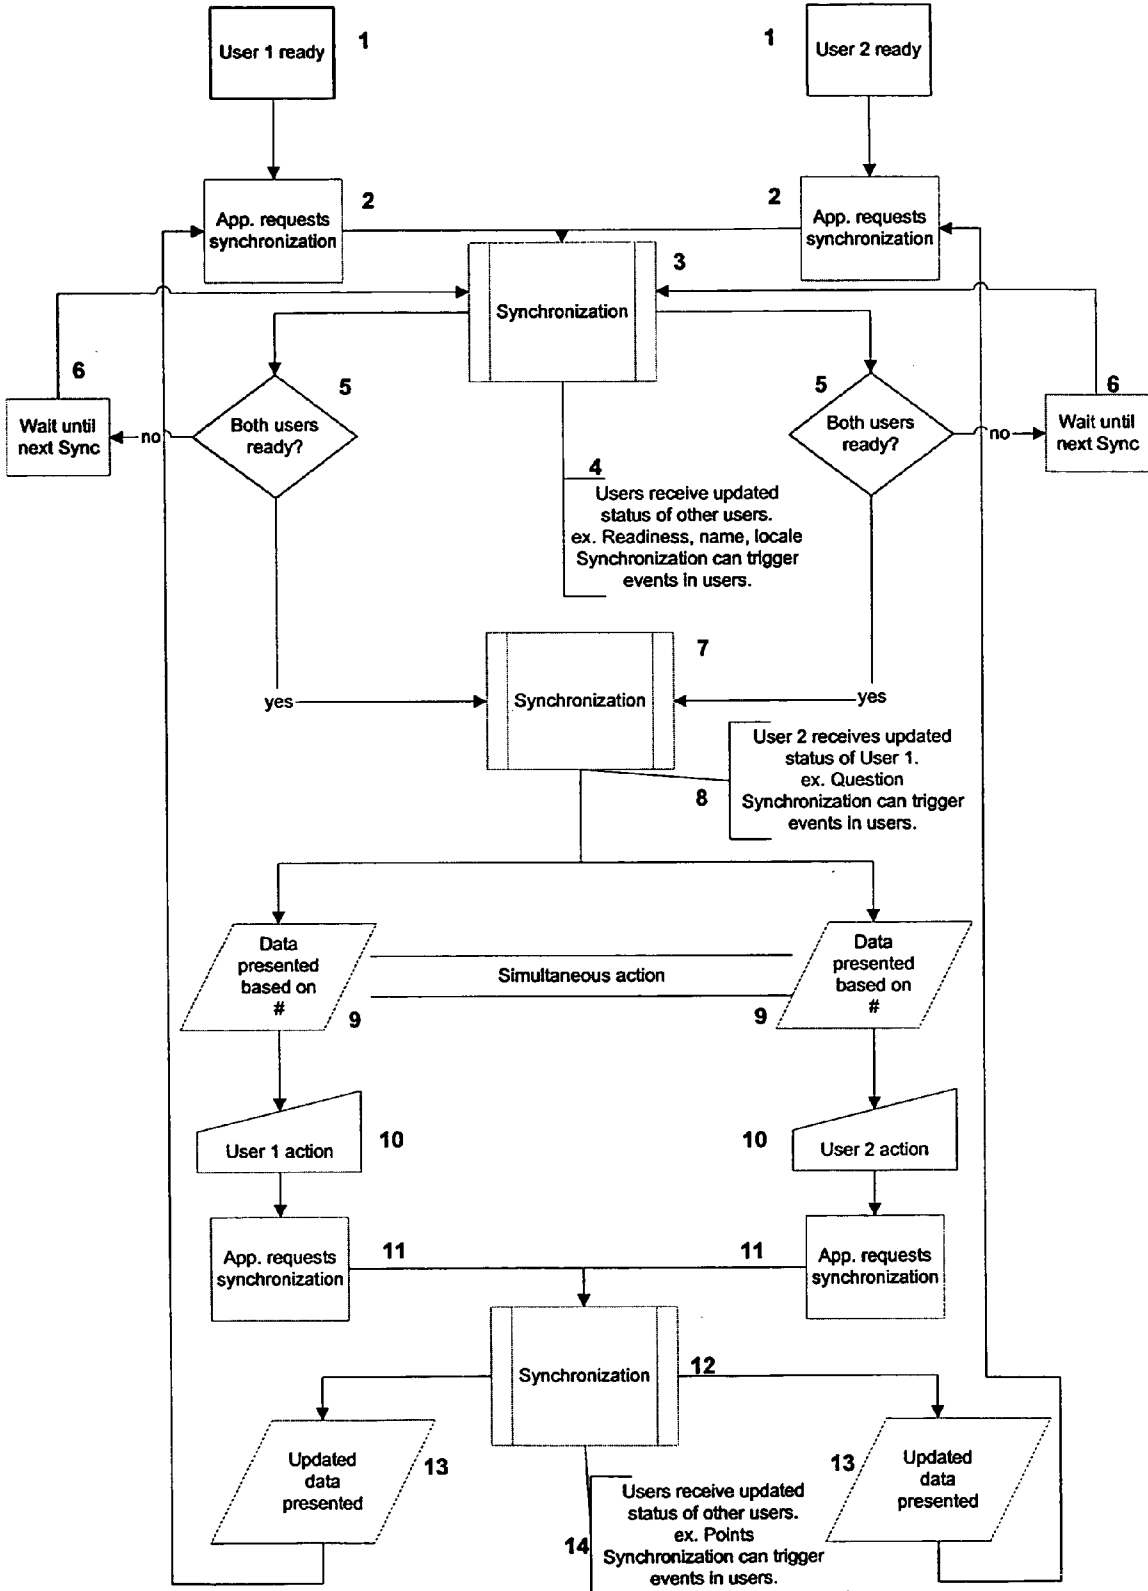 User 1 ready
1
1
User 2 ready
App. requests
synchronization
2
2
App. requests
synchronization
3
Synchronization
6
5
5
6
Wait until
next Sync
no
Both users
ready?
Both users
ready?
no
Wait until
next Sync
4
Users receive updated
status of other users.
ex. Readiness, name, locale
Synchronization can trigger
events in users.
7
yes
Synchronization
yes
8
User 2 receives updated
status of User 1.
ex. Question
Synchronization can trigger
events in users.
Data
presented
based on
#
9
Simultaneous action
Data
presented
based on
#
9
User 1 action
10
10
User 2 action
App. requests
synchronization
11
11
App. requests
synchronization
Synchronization
12
Updated
data
presented
13
13
Updated
data
presented
14
Users receive updated
status of other users.
ex. Points
Synchronization can trigger
events in users.